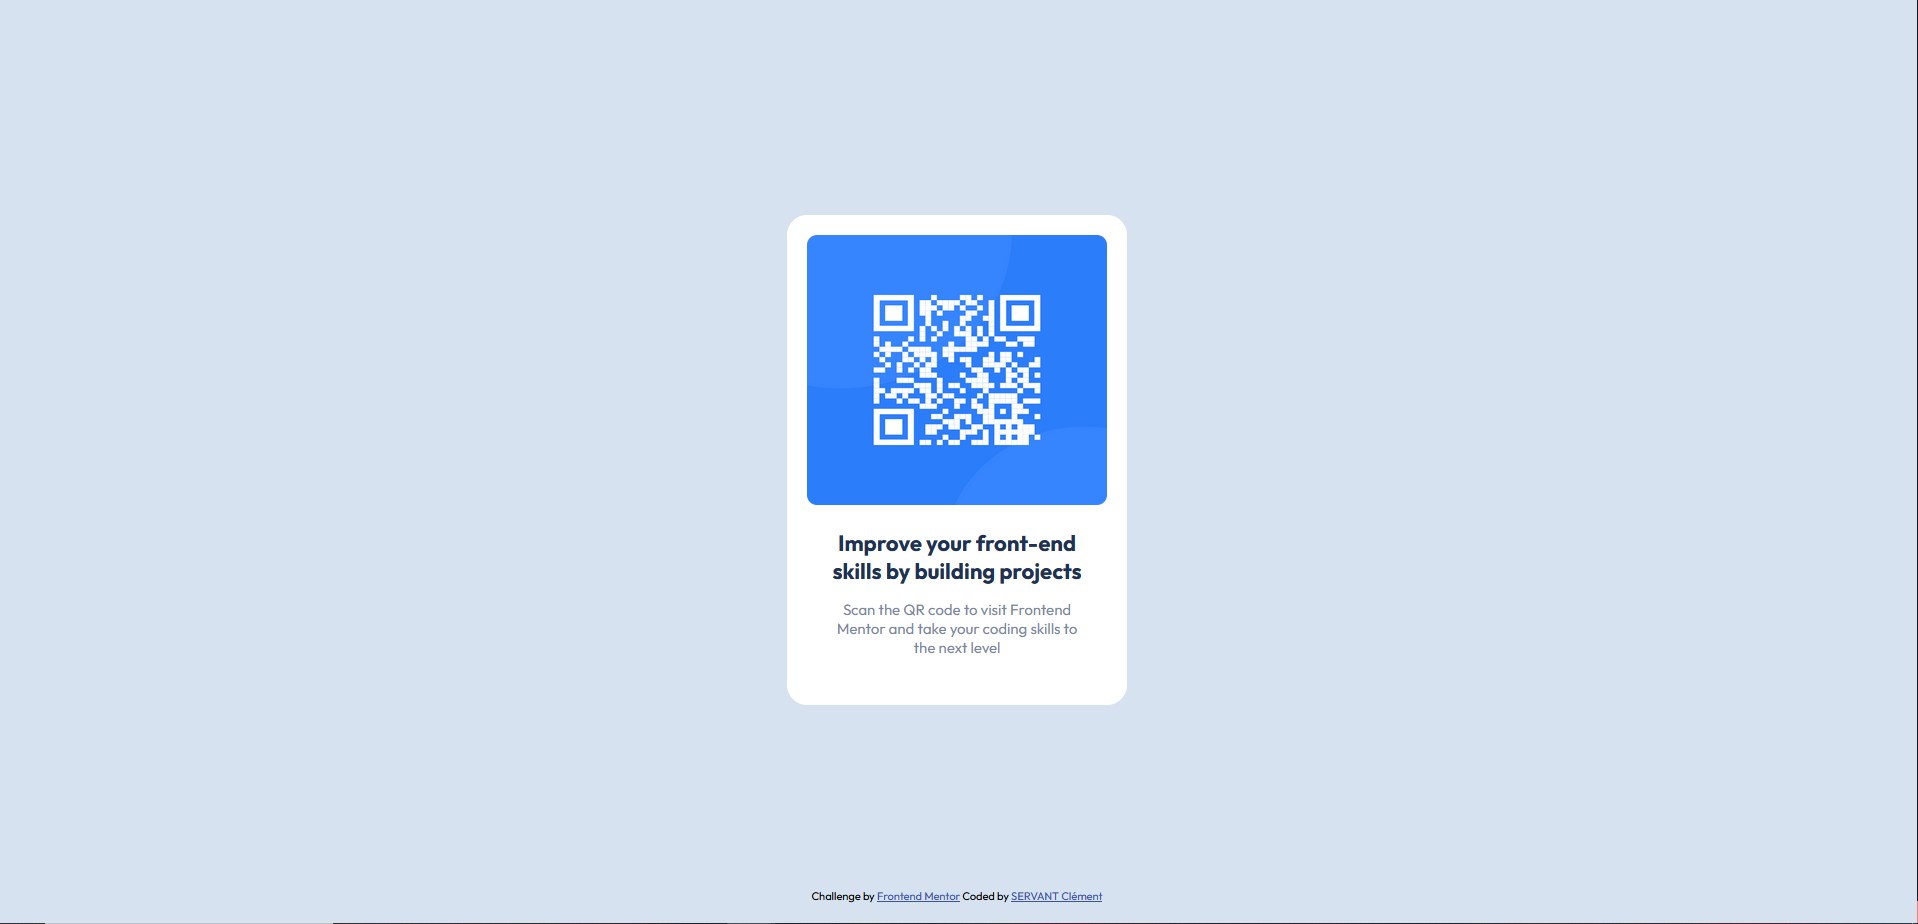 Improve your front-end
skills by building projects
Scan the QR code to visit Frontend
Mentor and take your coding skills to
the next level
Challenge by Frontend Mentor Coded by SERVANT Clément